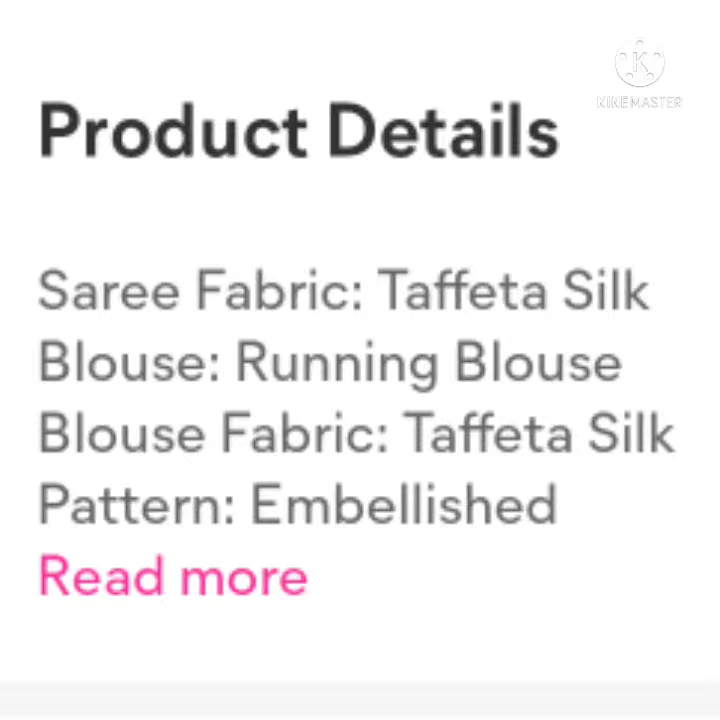 KINEMASTER
Product Details
Saree Fabric: Taffeta Silk
Blouse: Running Blouse
Blouse Fabric: Taffeta Silk
Pattern: Embellished
Read more